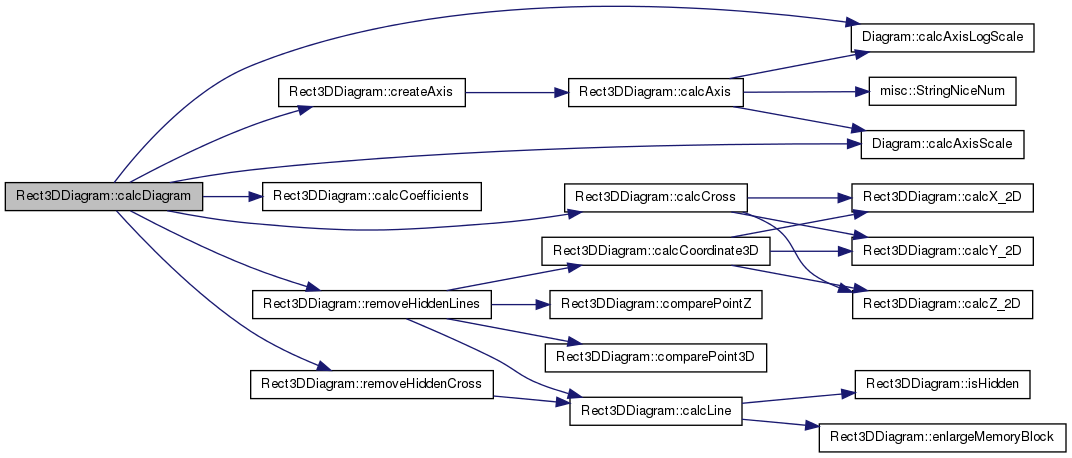 Diagram::calcAxisLogScale
Rect3DDiagram::createAxis
Rect3DDiagram::calcAxis
misc::StringNiceNum
Diagram::calcAxisScale
Rect3DDiagram::calcDiagram
Rect3DDiagram::calcCoefficients
Rect3DDiagram::calcCross
Rect3DDiagram::calcX_2D
Rect3DDiagram::calcCoordinate3D
Rect3DDiagram::calcY_2D
Rect3DDiagram::removeHiddenLines
Rect3DDiagram::comparePointZ
Rect3DDiagram::calcZ_2D
Rect3DDiagram::comparePoint3D
Rect3DDiagram::removeHiddenCross
Rect3DDiagram::isHidden
Rect3DDiagram::calcLine
Rect3DDiagram::enlargeMemoryBlock